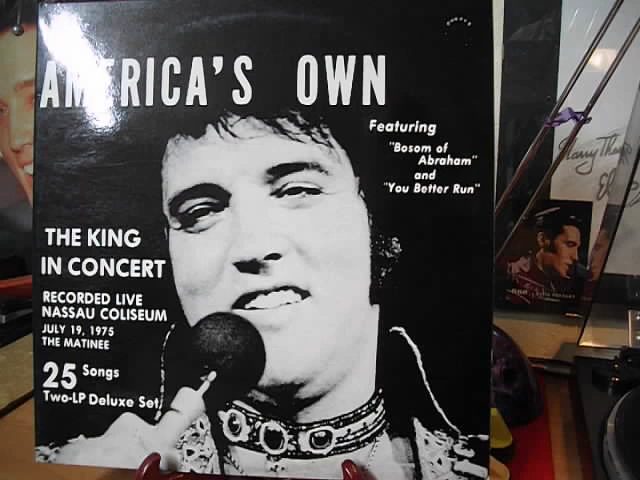 AMERICA'S OWN
Featuring
"Bosom of
Abraham"
and
"You Better Run"
THE KING
IN CONCERT
RECORDED LIVE
NASSAU COLISEUM
JULY 19, 1975
THE MATINEE
25 Songs
Two-LP Deluxe Set